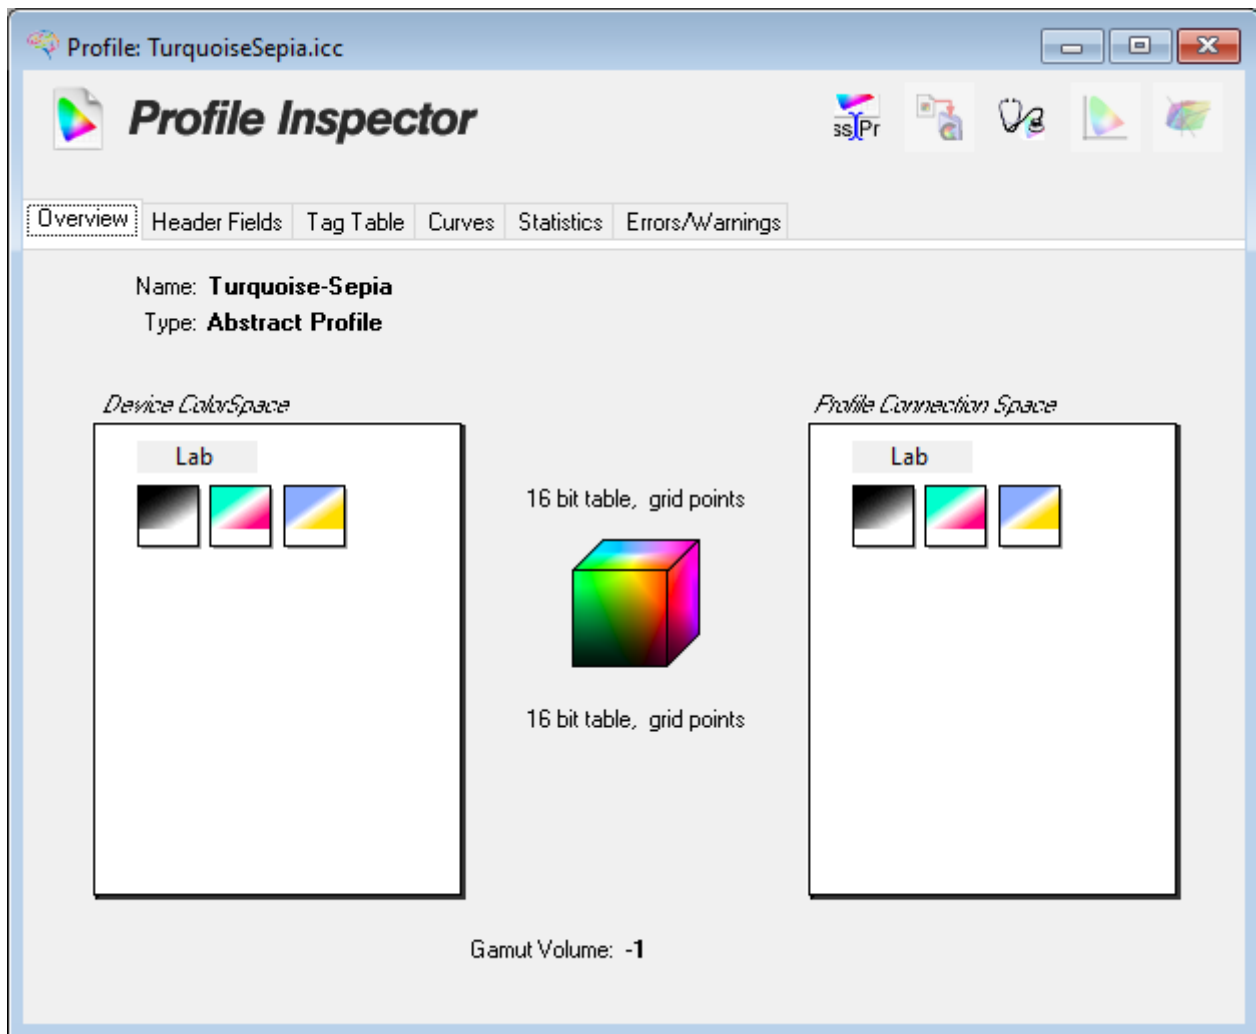 Profile: TurquoiseSepia.icc
Profile Inspector
ss Pr
Overview Header Fields Tag Table Curves Statistics Errors/Warnings
Name: Turquoise-Sepia
Type: Abstract Profile
Device ColorSpace
Profile Connection Space
Lab
Lab
16 bit table,  grid points
16 bit table,  grid points
Gamut Volume: -1